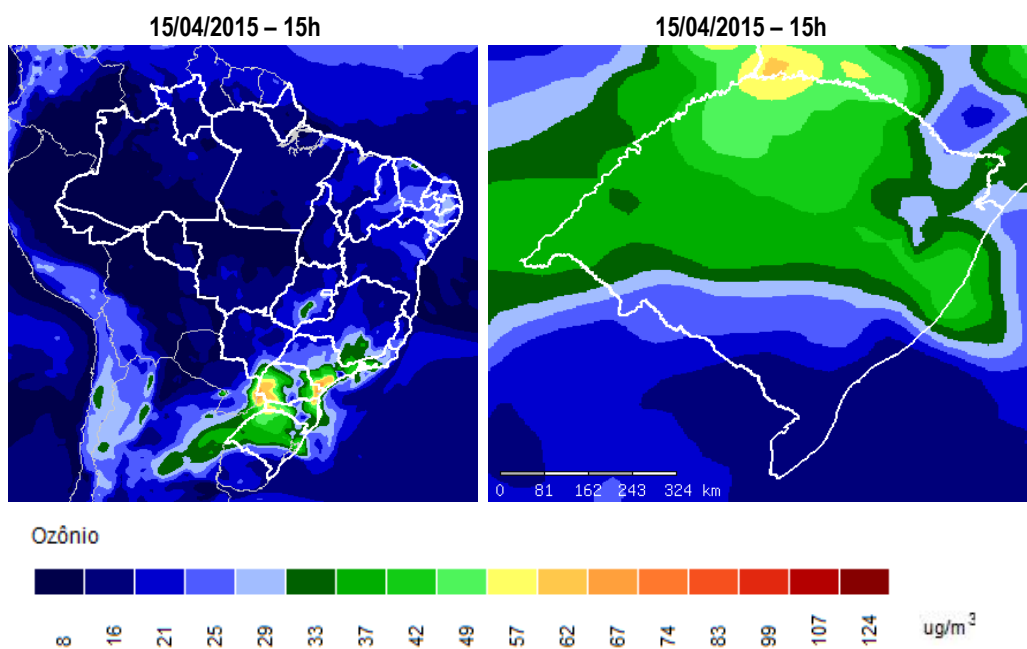 15/04/2015 – 15h
15/04/2015 – 15h
0 81 162 243 324 km
Ozônio
8 16 21 25 29 33 37 42 49 57 62 67 74 83 99 107 124 ug/m³